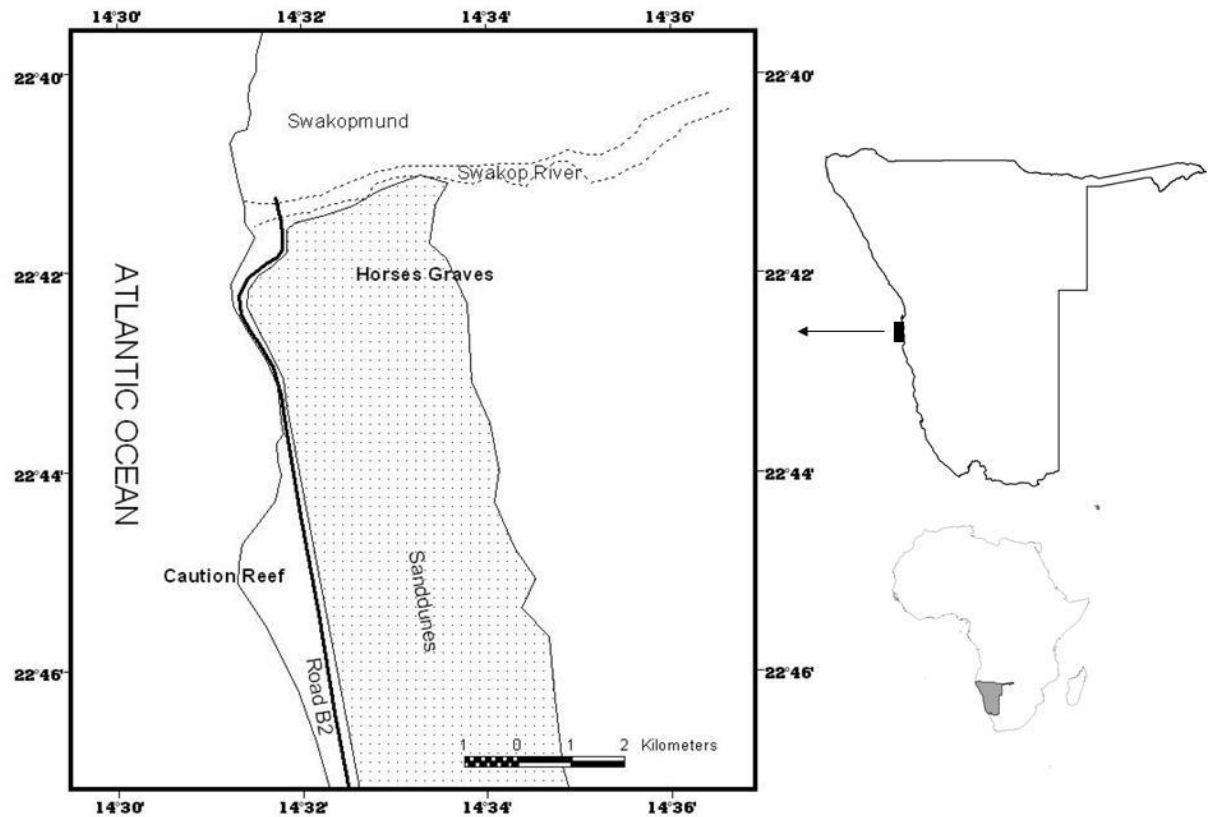 14°30'
14°32'
14°34'
14°36'
22°40'
22°40'
Swakopmund
Swakop River
22°42'
22°42'
Horses Graves
ATLANTIC OCEAN
22°44'
22°44'
Caution Reef
Sanddunes
22°46'
22°46'
Road B2
1 0 1 2 Kilometers
14°30'
14°32'
14°34'
14°36'